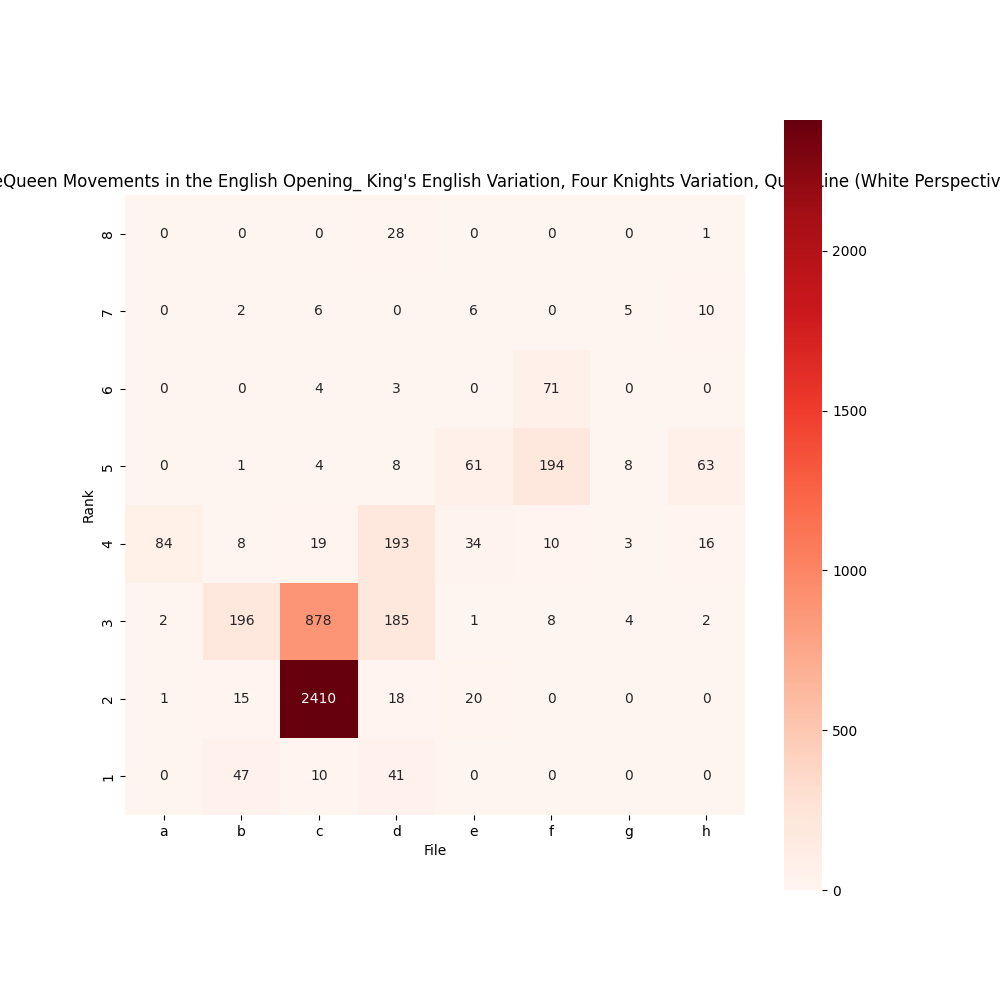 Queen Movements in the English Opening_ King's English Variation, Four Knights Variation, Line (White
8 0 0 0 28 0 0 0 1
7 0 2 6 0 6 0 5 10
6 0 0 4 3 0 71 0 0
5 0 1 4 8 61 194 8 63
4 84 8 19 193 34 10 3 16
3 2 196 878 185 1 8 4 2
2 1 15 2410 18 20 0 0 0
1 0 47 10 41 0 0 0 0
a b c d e f g h
Rank
File
2000
1500
1000
500
0